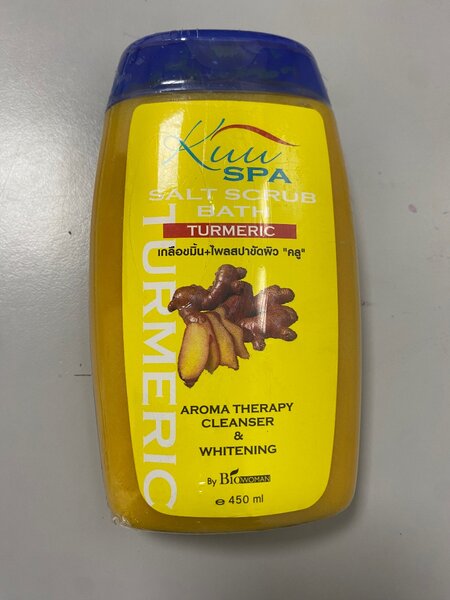 Kuu
SPA
SALT SCRUB
BATH
TURMERIC
เกลือขมิ้น+ไพลสปาขัดผิว "คลู"
TURMERIC
AROMA THERAPY
CLEANSER
&
WHITENING
By BIOWOMAN
e 450 ml